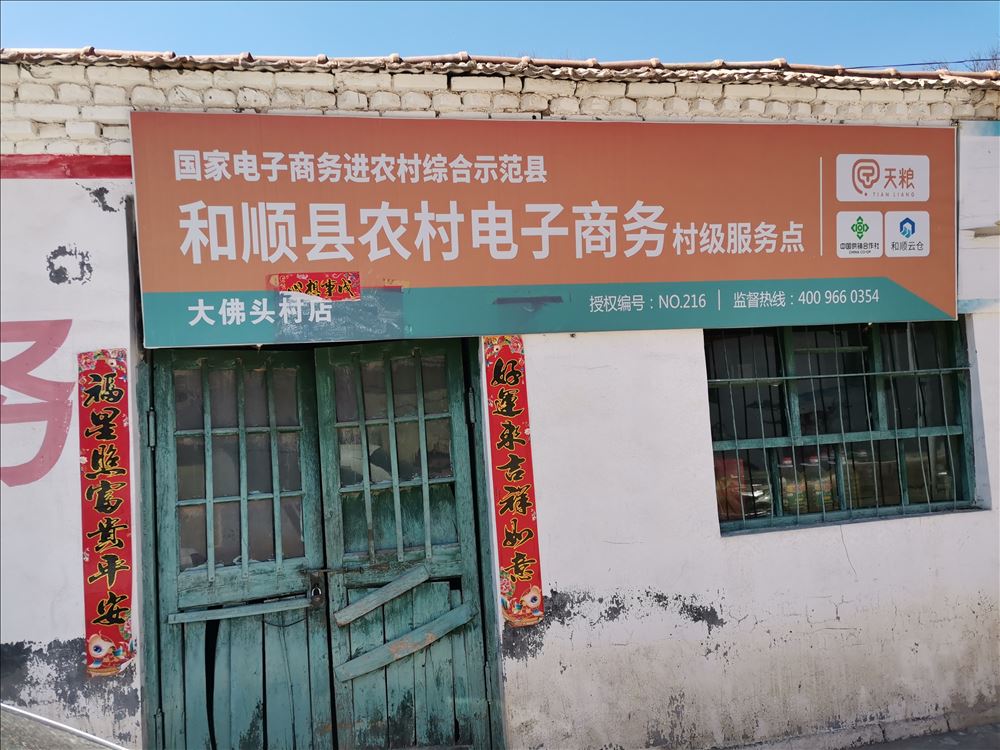 国家电子商务进农村综合示范县
和顺县农村电子商务村级服务点
天粮
TIAN LIANG
中国供销合作社
CHINA CO-OP
和顺云仓
心想事成
大佛头村店
授权编号：NO.216 | 监督热线：400 966 0354
福星照富贵平安
好运来吉祥如意